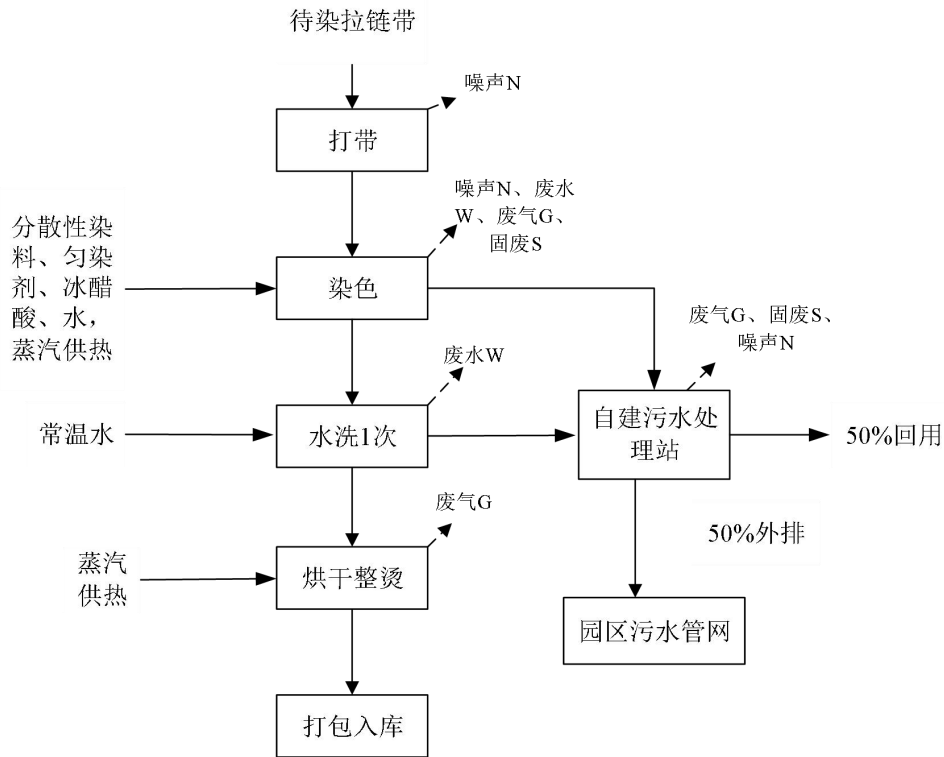 待染拉链带
噪声N
打带
噪声N、废水
W、废气G、
固废S
分散性染
料、匀染
剂、冰醋
酸、水，
蒸汽供热
染色
废气G、固废S、
噪声N
废水W
常温水
水洗1次
自建污水处
理站
50%回用
废气G
50%外排
蒸汽
供热
烘干整烫
园区污水管网
打包入库